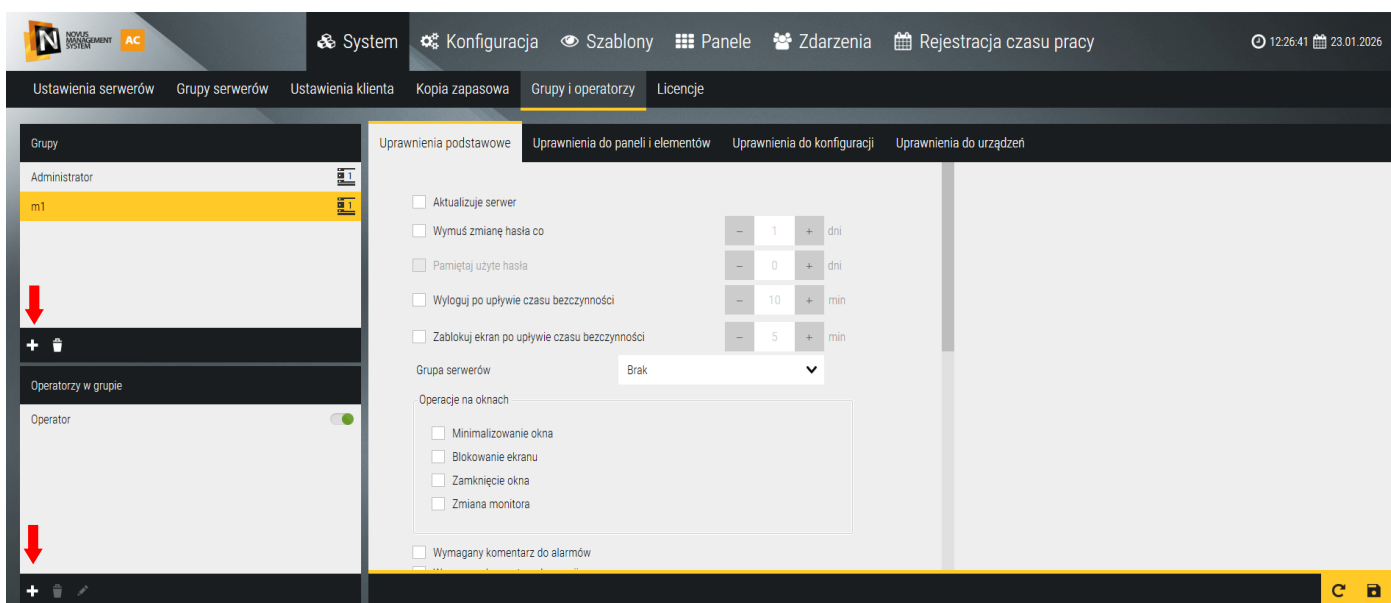 NOVUS
MANAGEMENT
SYSTEM
AC
System Konfiguracja Szablony Panele Zdarzenia Rejestracja czasu pracy
12:26:41 23.01.2026
Ustawienia serwerów Grupy serwerów Ustawienia klienta Kopia zapasowa Grupy i operatorzy Licencje
Grupy
Administrator 1
m1 1
Operatorzy w grupie
Operator
Uprawnienia podstawowe Uprawnienia do paneli i elementów Uprawnienia do konfiguracji Uprawnienia do urządzeń
Aktualizuje serwer
Wymuś zmianę hasła co – 1 + dni
Pamiętaj użyte hasła – 0 + dni
Wyloguj po upływie czasu bezczynności – 10 + min
Zablokuj ekran po upływie czasu bezczynności – 5 + min
Grupa serwerów Brak
Operacje na oknach
Minimalizowanie okna
Blokowanie ekranu
Zamknięcie okna
Zmiana monitora
Wymagany komentarz do alarmów